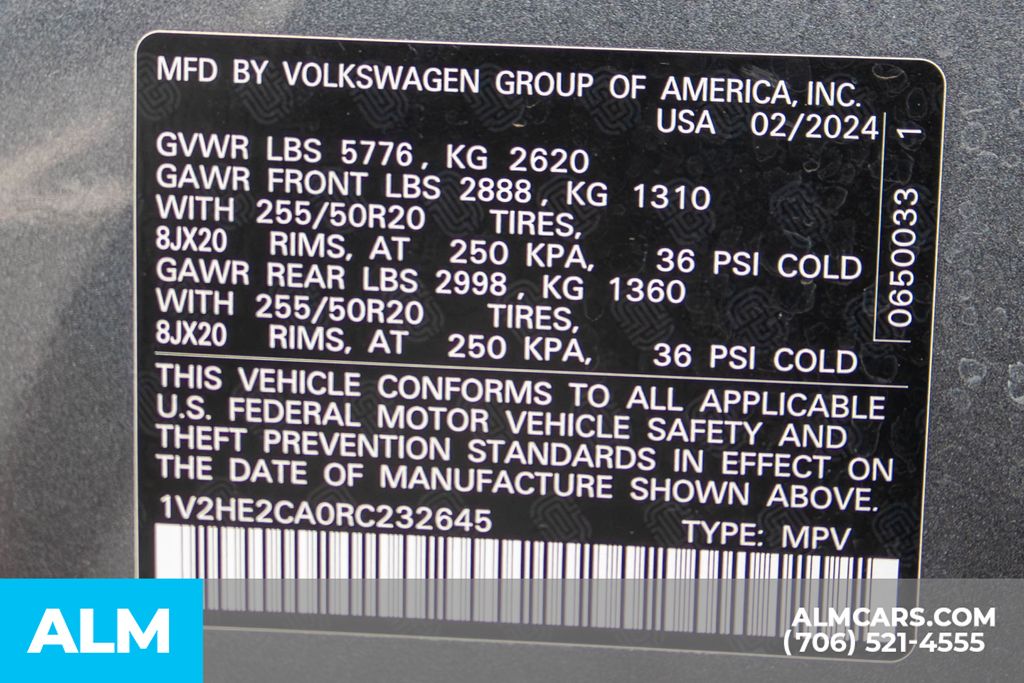 MFD BY VOLKSWAGEN GROUP OF AMERICA, INC.
USA 02/2024
GVWR LBS 5776, KG 2620
GAWR FRONT LBS 2888, KG 1310
WITH 255/50R20 TIRES,
8JX20 RIMS, AT 250 KPA, 36 PSI COLD
GAWR REAR LBS 2998, KG 1360
WITH 255/50R20 TIRES,
8JX20 RIMS, AT 250 KPA, 36 PSI COLD
0650033 1
THIS VEHICLE CONFORMS TO ALL APPLICABLE
U.S. FEDERAL MOTOR VEHICLE SAFETY AND
THEFT PREVENTION STANDARDS IN EFFECT ON
THE DATE OF MANUFACTURE SHOWN ABOVE.
1V2HE2CA0RC232645 TYPE: MPV
ALM
ALMCARS.COM
(706) 521-4555